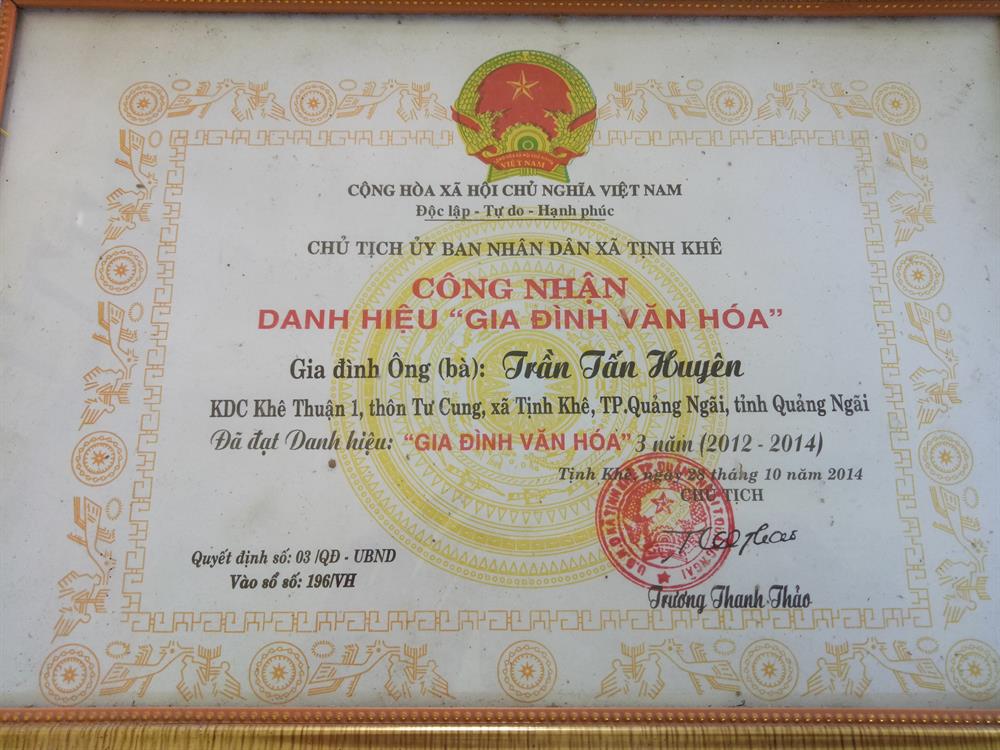 VIỆT NAM
CỘNG HÒA XÃ HỘI CHỦ NGHĨA VIỆT NAM
Độc lập - Tự do - Hạnh phúc
CHỦ TỊCH ỦY BAN NHÂN DÂN XÃ TỊNH KHÊ
CÔNG NHẬN
DANH HIỆU “GIA ĐÌNH VĂN HÓA”
Gia đình Ông (bà): Trần Tấn Huyên
KDC Khê Thuận 1, thôn Tư Cung, xã Tịnh Khê, TP.Quảng Ngãi, tỉnh Quảng Ngãi
Đã đạt Danh hiệu: “GIA ĐÌNH VĂN HÓA” 3 năm (2012 - 2014)
Tịnh Khê, ngày 28 tháng 10 năm 2014
CHỦ TỊCH
Quyết định số: 03 /QĐ - UBND
Vào sổ số: 196/VH
Trương Thanh Thảo